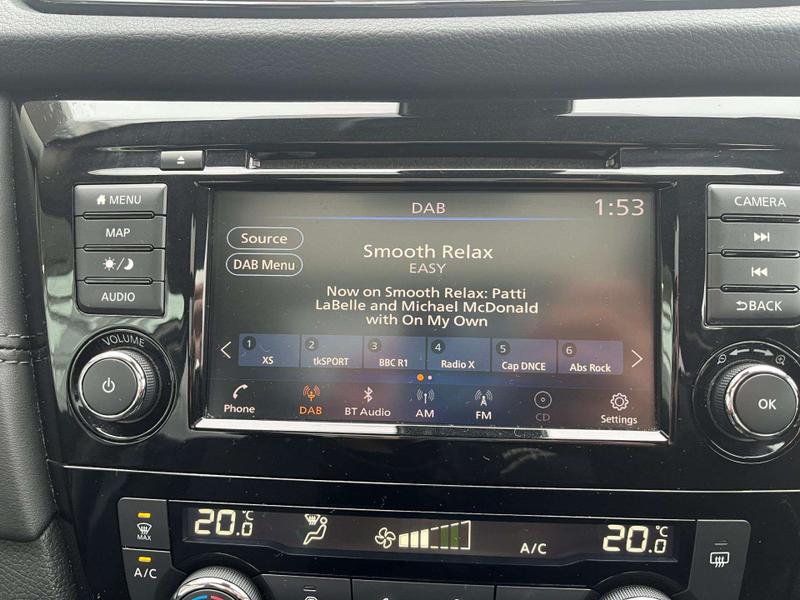 MENU
MAP
AUDIO
VOLUME
DAB
1:53
Source
DAB Menu
Smooth Relax
EASY
Now on Smooth Relax: Patti
LaBelle and Michael McDonald
with On My Own
1 XS
2 tkSPORT
3 BBC R1
4 Radio X
5 Cap DNCE
6 Abs Rock
Phone
DAB
BT Audio
AM
FM
CD
Settings
CAMERA
BACK
OK
MAX
A/C
20.0°C
A/C
20.0°C